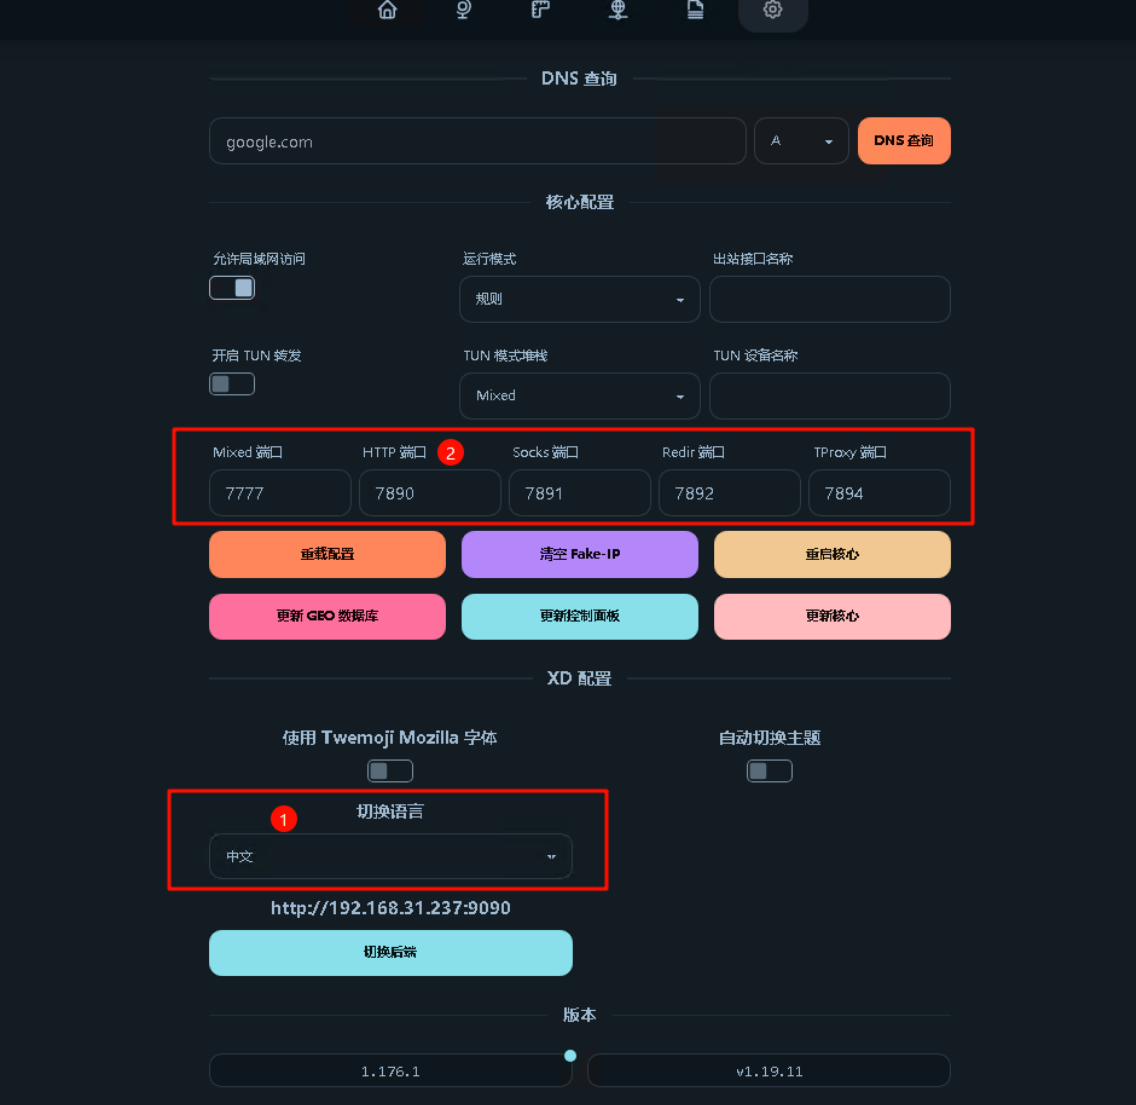 DNS 查询
google.com A DNS 查询
核心配置
允许局域网访问 运行模式 出站接口名称
规则
开启 TUN 转发 TUN 模式堆栈 TUN 设备名称
Mixed
Mixed 端口 HTTP 端口 2 Socks 端口 Redir 端口 TProxy 端口
7777 7890 7891 7892 7894
重载配置 清空 Fake-IP 重启核心
更新 GEO 数据库 更新控制面板 更新核心
XD 配置
使用 Twemoji Mozilla 字体 自动切换主题
1 切换语言
中文
http://192.168.31.237:9090
切换后端
版本
1.176.1 v1.19.11